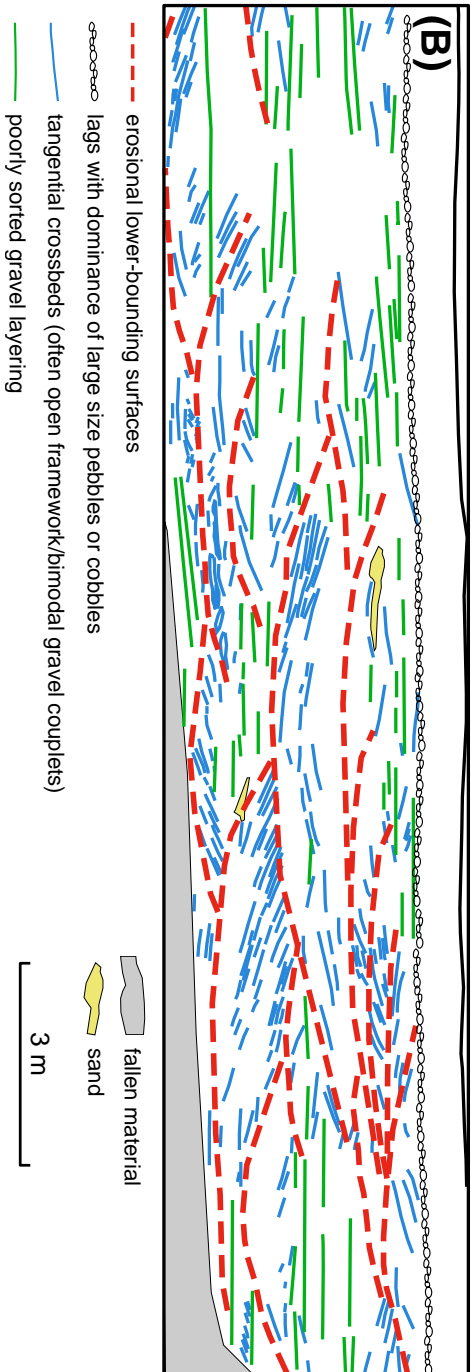 (B)
erosional lower-bounding surfaces
lags with dominance of large size pebbles or cobbles
tangential crossbeds (often open framework/bimodal gravel couplets)
poorly sorted gravel layering
fallen material
sand
3 m